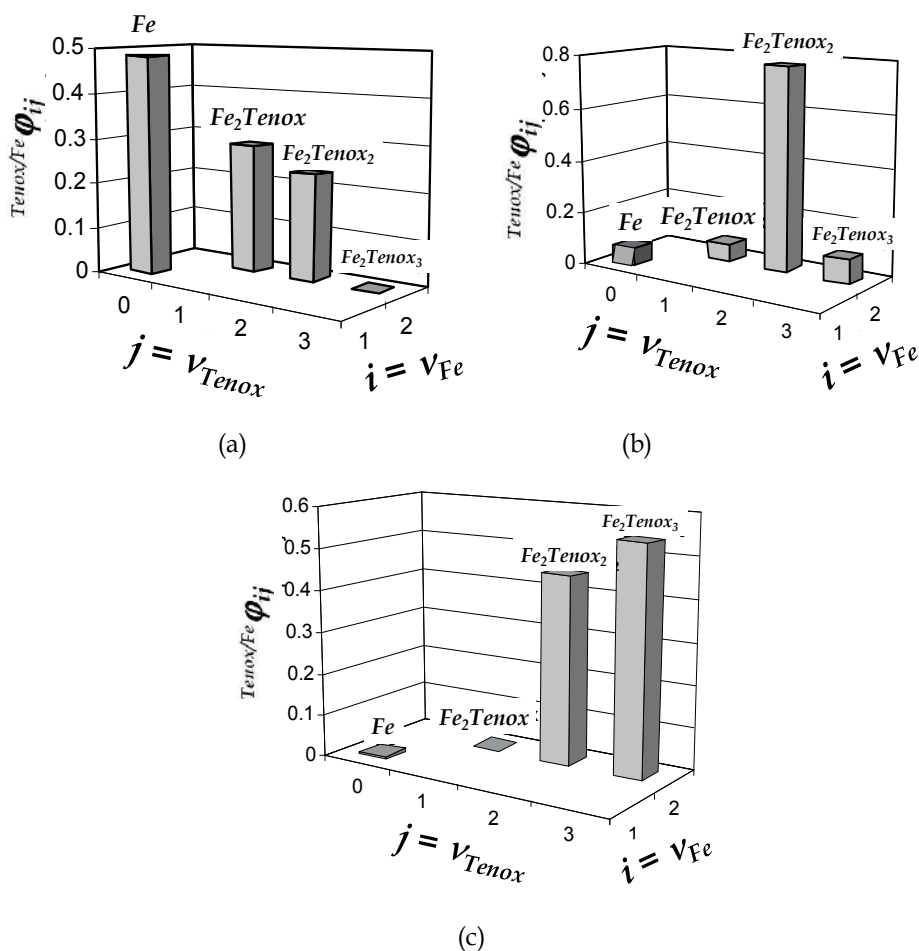 Fe
0.5
0.4
0.3
0.2
0.1
0
Tenox/Fe φij
Fe2Tenox
Fe2Tenox2
Fe2Tenox3
0 1 2 3
1 2
j = νTenox
i = νFe
(a)
0.8
0.6
0.4
0.2
0
Tenox/Fe φij
Fe2Tenox2
Fe Fe2Tenox
Fe2Tenox3
0 1 2 3
1 2
j = νTenox
i = νFe
(b)
0.6
0.5
0.4
0.3
0.2
0.1
0
Tenox/Fe φij
Fe2Tenox3
Fe2Tenox2
Fe Fe2Tenox
0 1 2 3
1 2
j = νTenox
i = νFe
(c)